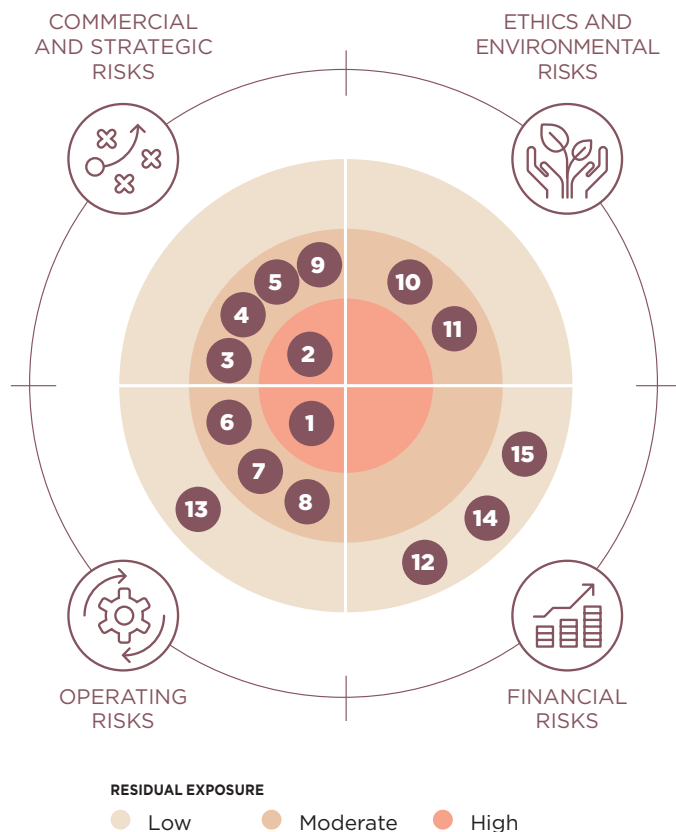 COMMERCIAL
AND STRATEGIC
RISKS
ETHICS AND
ENVIRONMENTAL
RISKS
9
5
4
3
2
10
11
6
1
7
8
13
15
14
12
OPERATING
RISKS
FINANCIAL
RISKS
RESIDUAL EXPOSURE
Low
Moderate
High